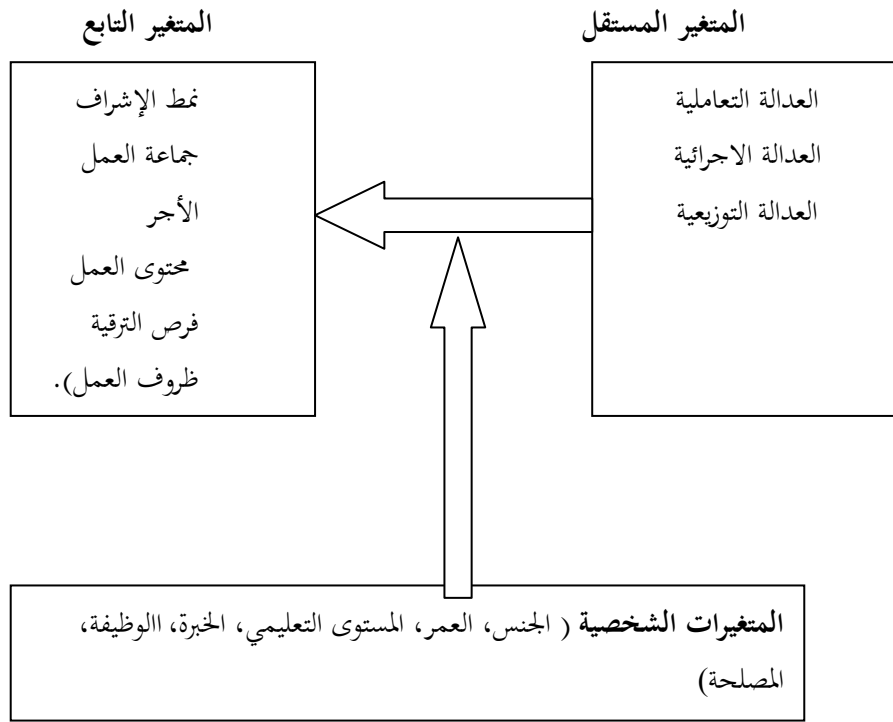 المتغير المستقل
المتغير التابع
العدالة التعاملية
العدالة الاجرائية
العدالة التوزيعية
نمط الإشراف
جماعة العمل
الأجر
محتوى العمل
فرص الترقية
ظروف العمل).
المتغيرات الشخصية ( الجنس، العمر، المستوى التعليمي، الخبرة، االوظيفة،
المصلحة)